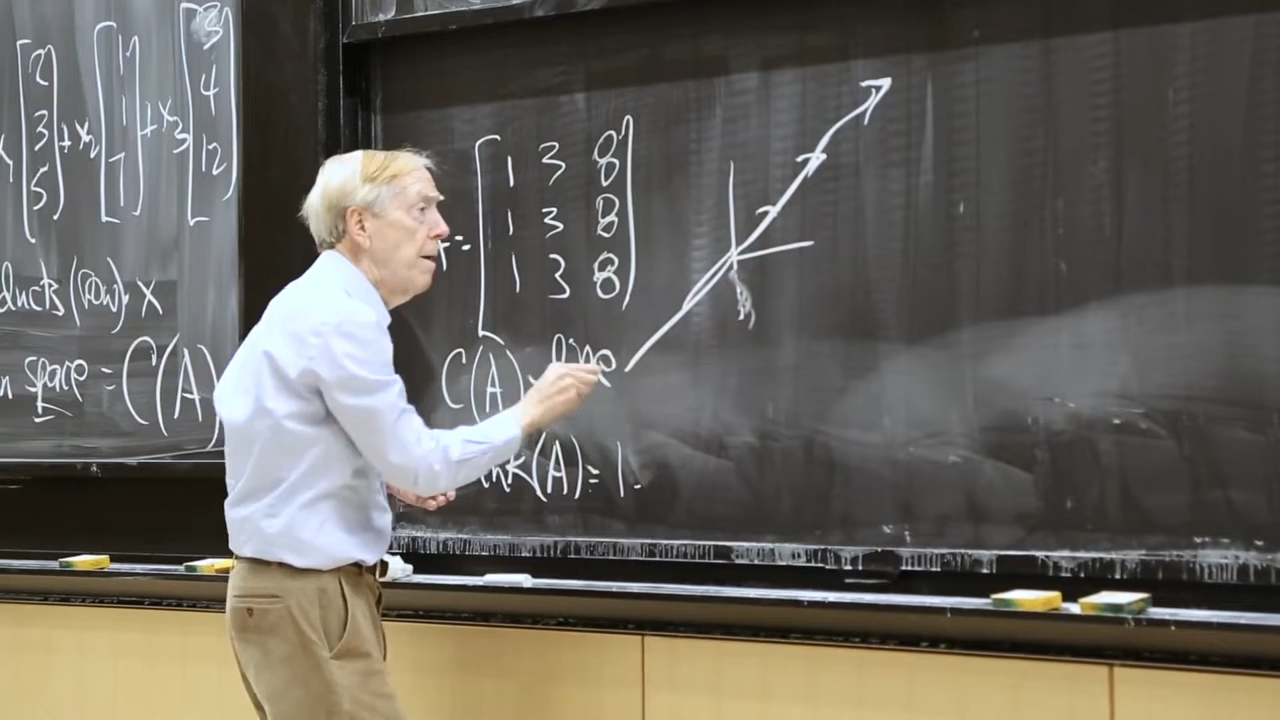 [2 3 5] + x₂ [1 1 7] + x₃ [3 4 12]
ducts (row)·x
space = C(A)
= [1 3 8
1 3 8
1 3 8]
C(A) line
nk(A) = 1.